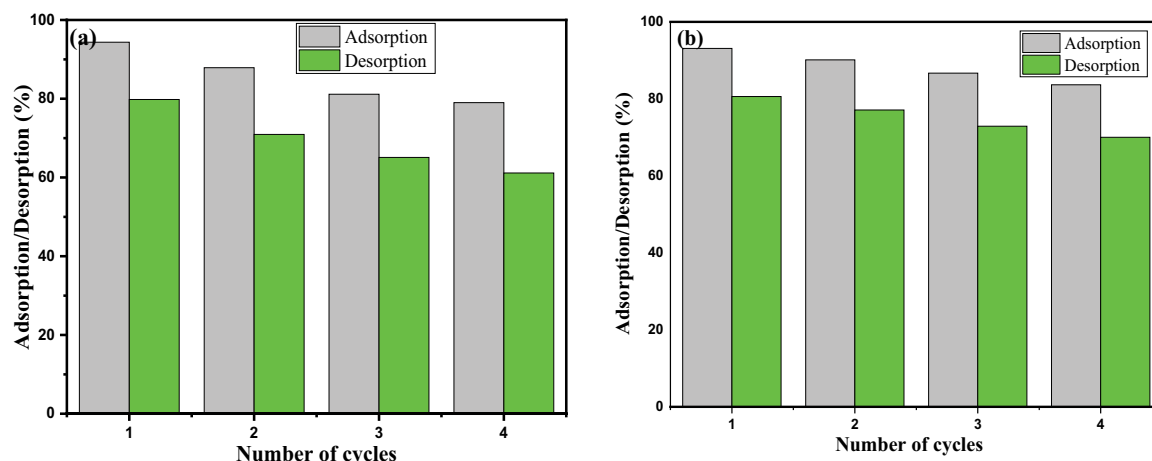 (a)
Adsorption
Desorption
100
80
60
40
20
0
Adsorption/Desorption (%)
1 2 3 4
Number of cycles
(b)
Adsorption
Desorption
100
80
60
40
20
0
Adsorption/Desorption (%)
1 2 3 4
Number of cycles